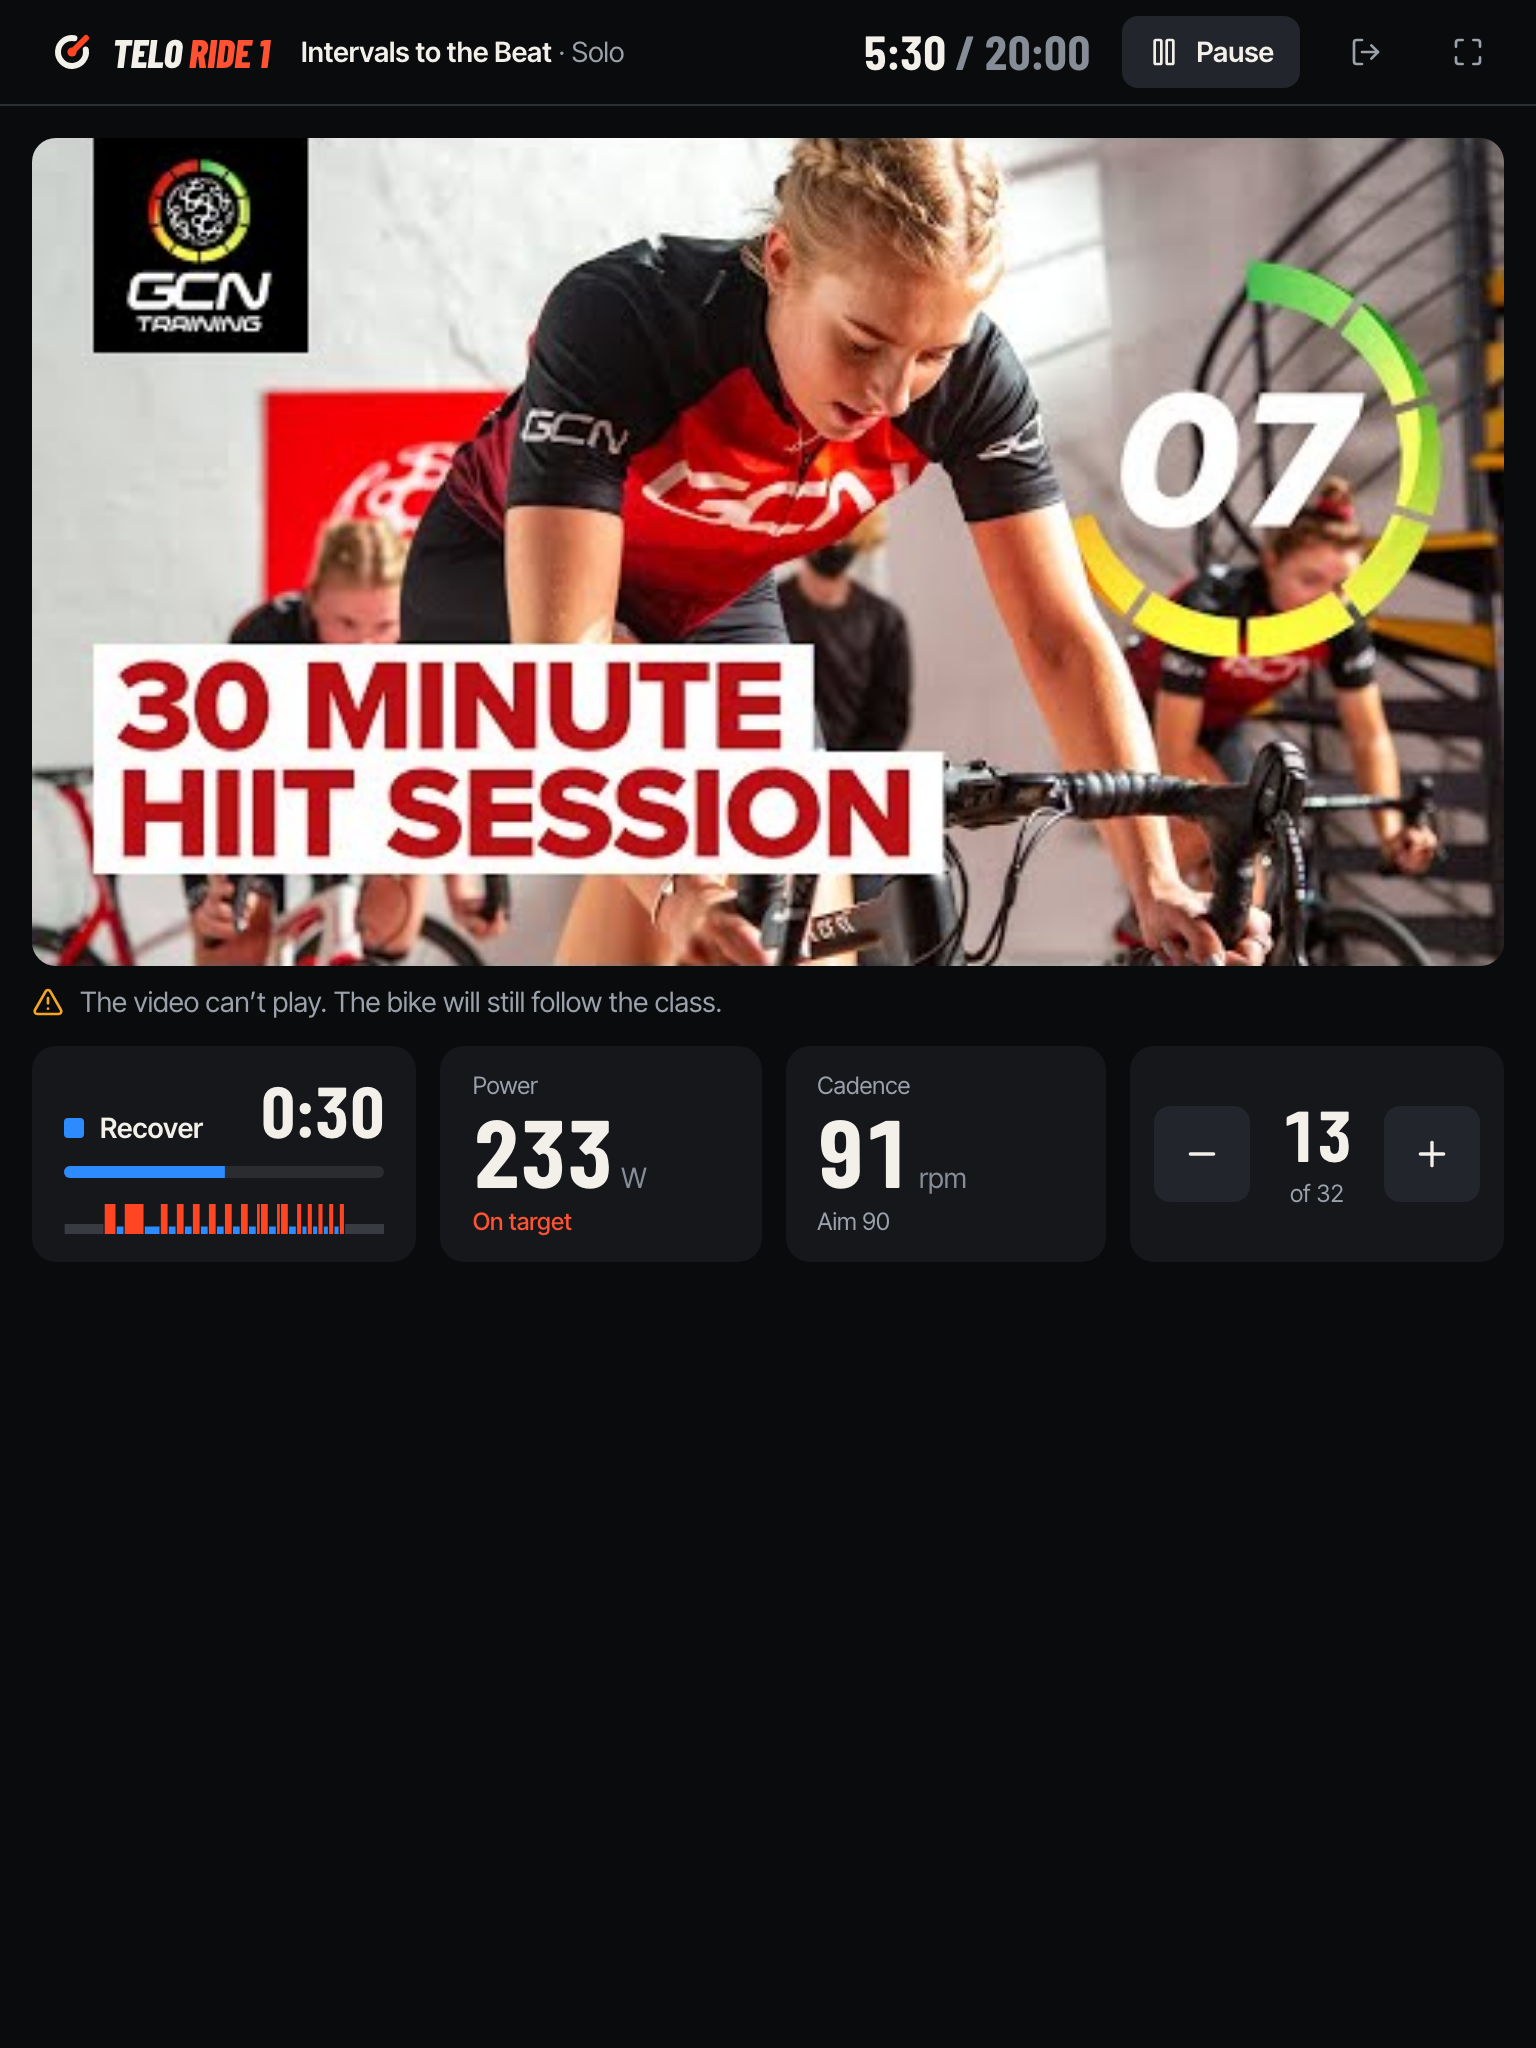 TELO RIDE 1 Intervals to the Beat · Solo 5:30 / 20:00 Pause
GCN
TRAINING
GCN
GCN
07
30 MINUTE
HIIT SESSION
The video can’t play. The bike will still follow the class.
Recover 0:30
Power
233 W
On target
Cadence
91 rpm
Aim 90
− 13 +
of 32